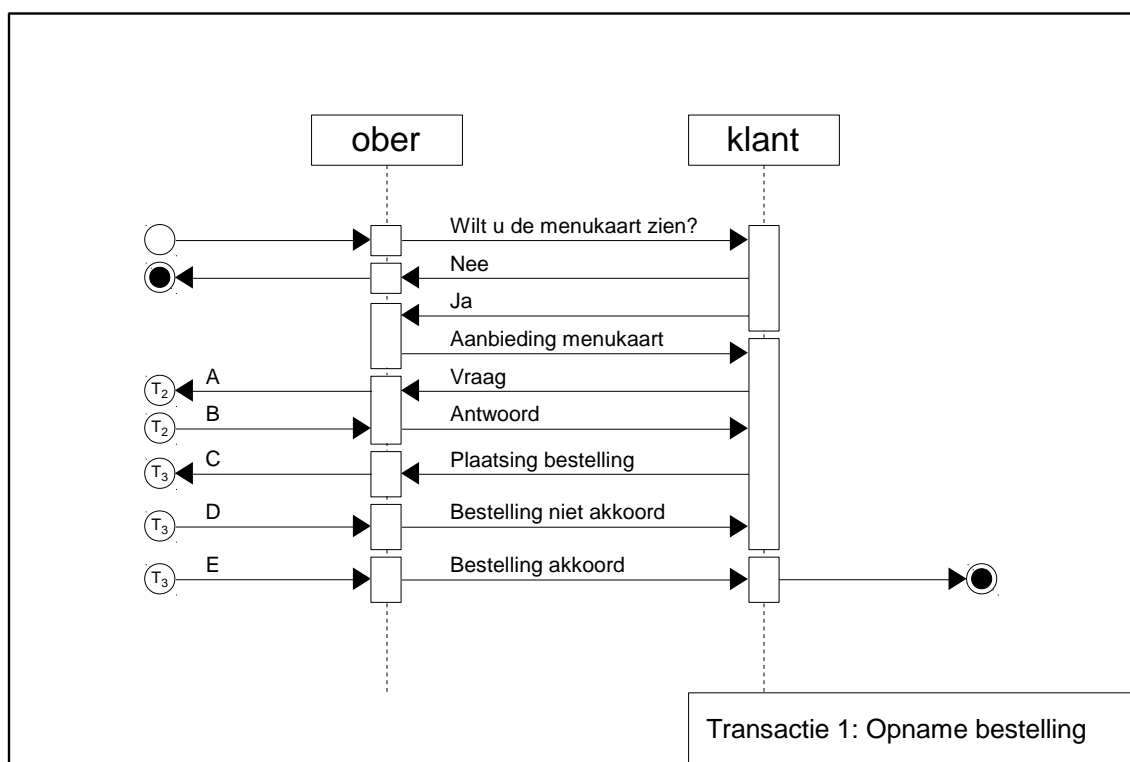 ober klant
Wilt u de menukaart zien?
Nee
Ja
Aanbieding menukaart
T₂ A Vraag
T₂ B Antwoord
T₃ C Plaatsing bestelling
T₃ D Bestelling niet akkoord
T₃ E Bestelling akkoord
Transactie 1: Opname bestelling